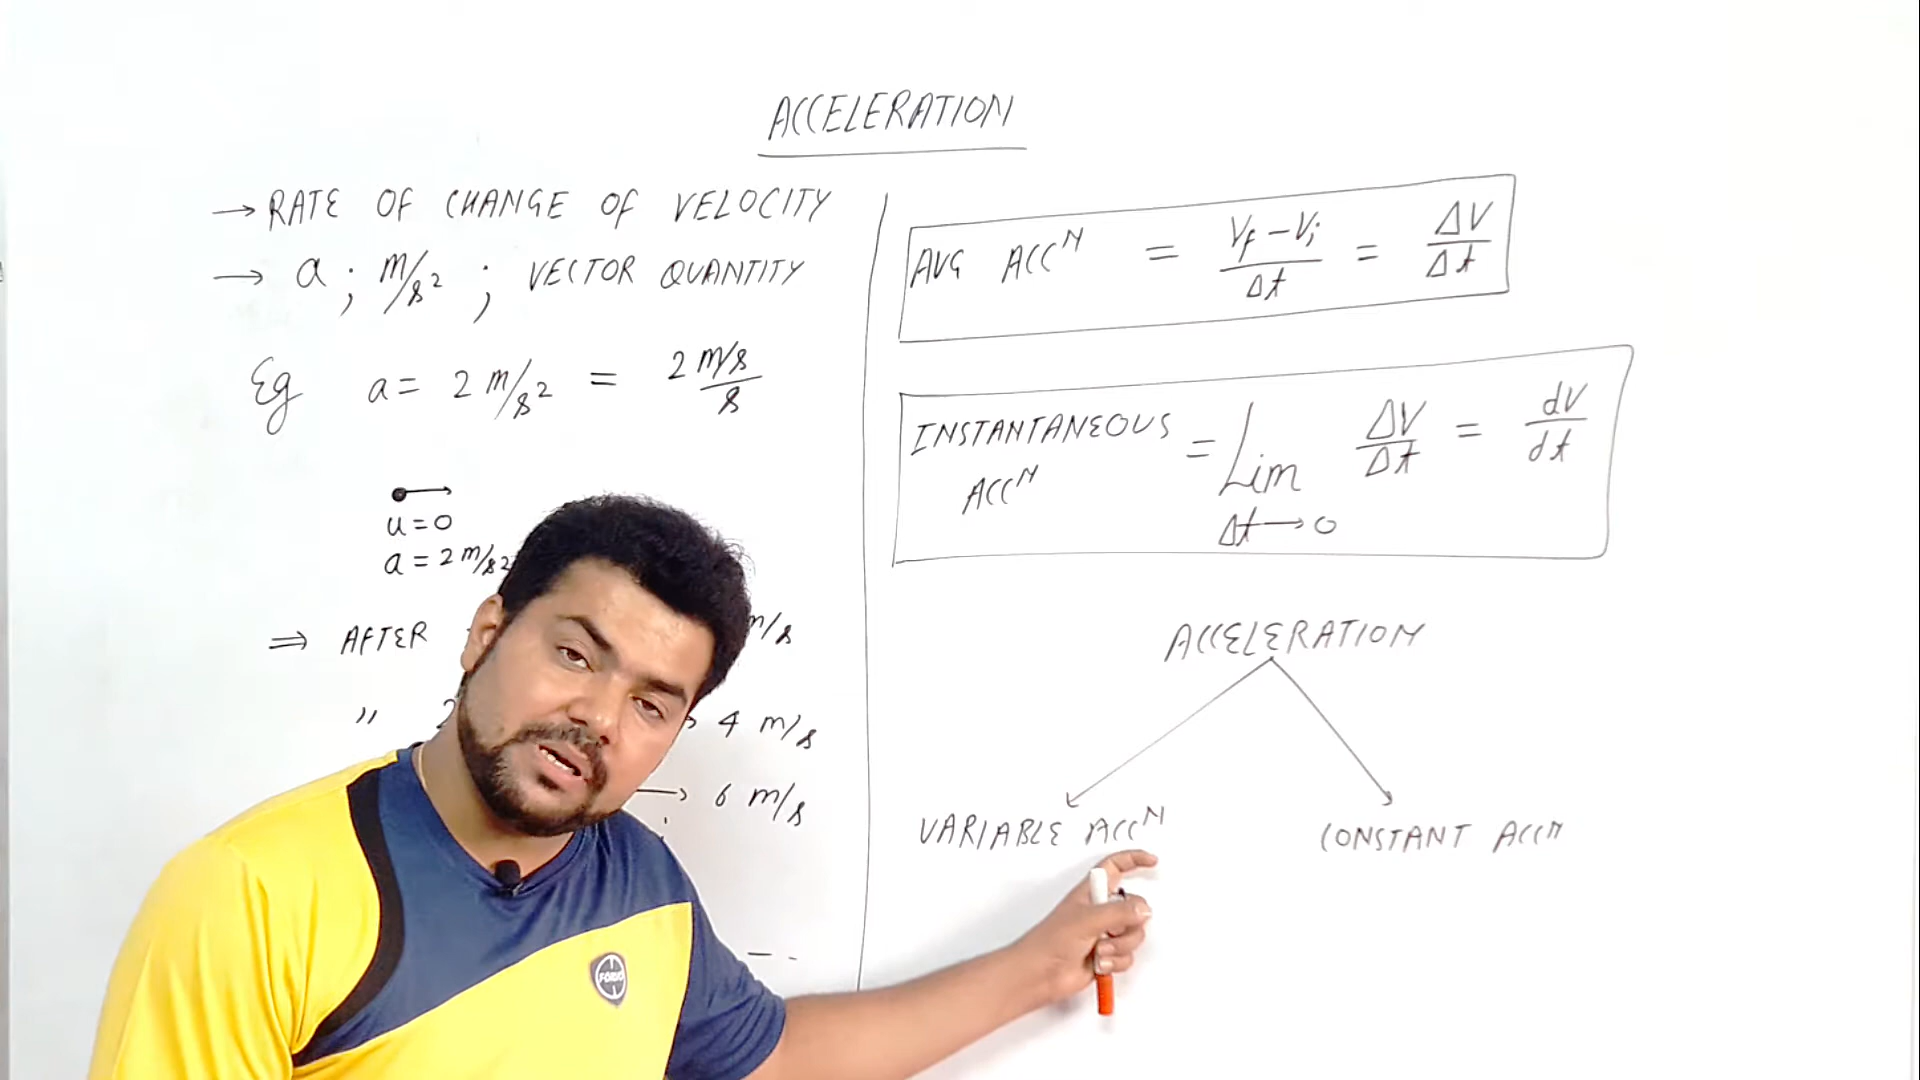 ACCELERATION
→ RATE OF CHANGE OF VELOCITY
→ a ; m/s² ; VECTOR QUANTITY
Eg a = 2 m/s² = 2 m/s / s
u = 0
a = 2 m/s²
⇒ AFTER m/s
" 2 → 4 m/s
→ 6 m/s
AVG ACCᴺ = Vf - Vi / Δt = ΔV / Δt
INSTANTANEOUS ACCᴺ = Lim Δt → 0 ΔV / Δt = dV / dt
ACCELERATION
VARIABLE ACCᴺ
CONSTANT ACCᴺ